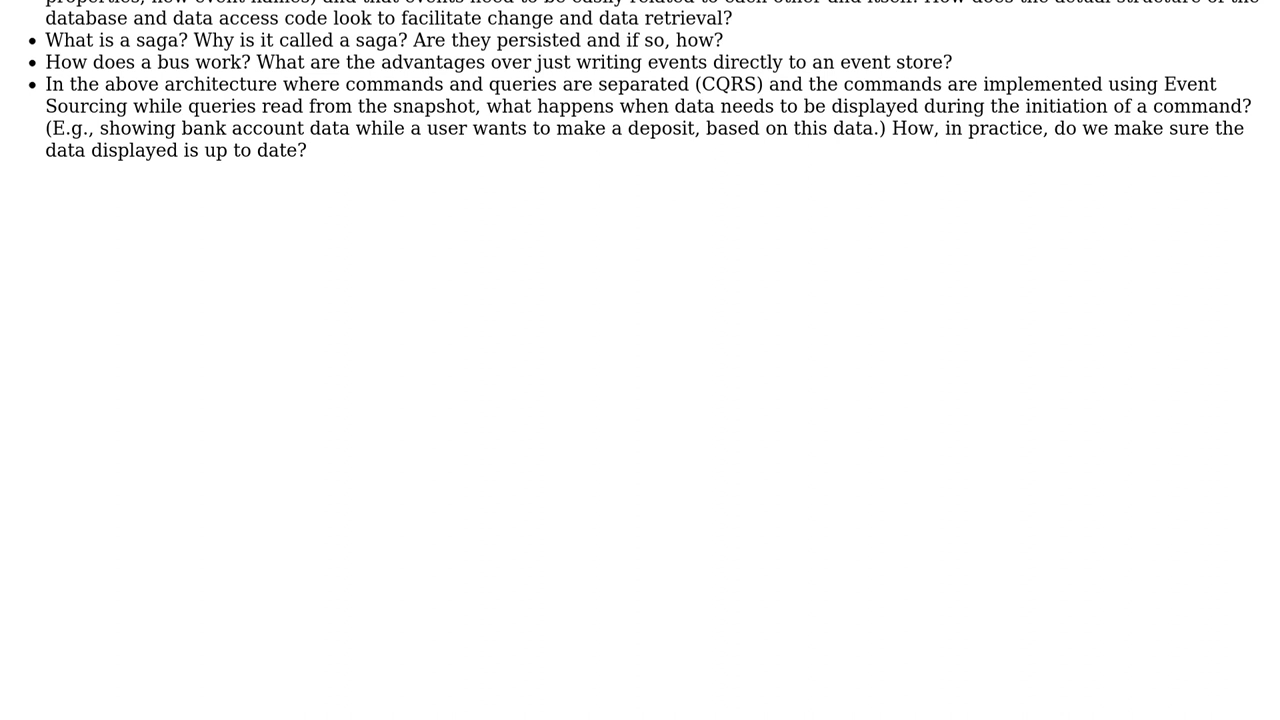 database and data access code look to facilitate change and data retrieval?
What is a saga? Why is it called a saga? Are they persisted and if so, how?
How does a bus work? What are the advantages over just writing events directly to an event store?
In the above architecture where commands and queries are separated (CQRS) and the commands are implemented using Event
Sourcing while queries read from the snapshot, what happens when data needs to be displayed during the initiation of a command?
(E.g., showing bank account data while a user wants to make a deposit, based on this data.) How, in practice, do we make sure the
data displayed is up to date?